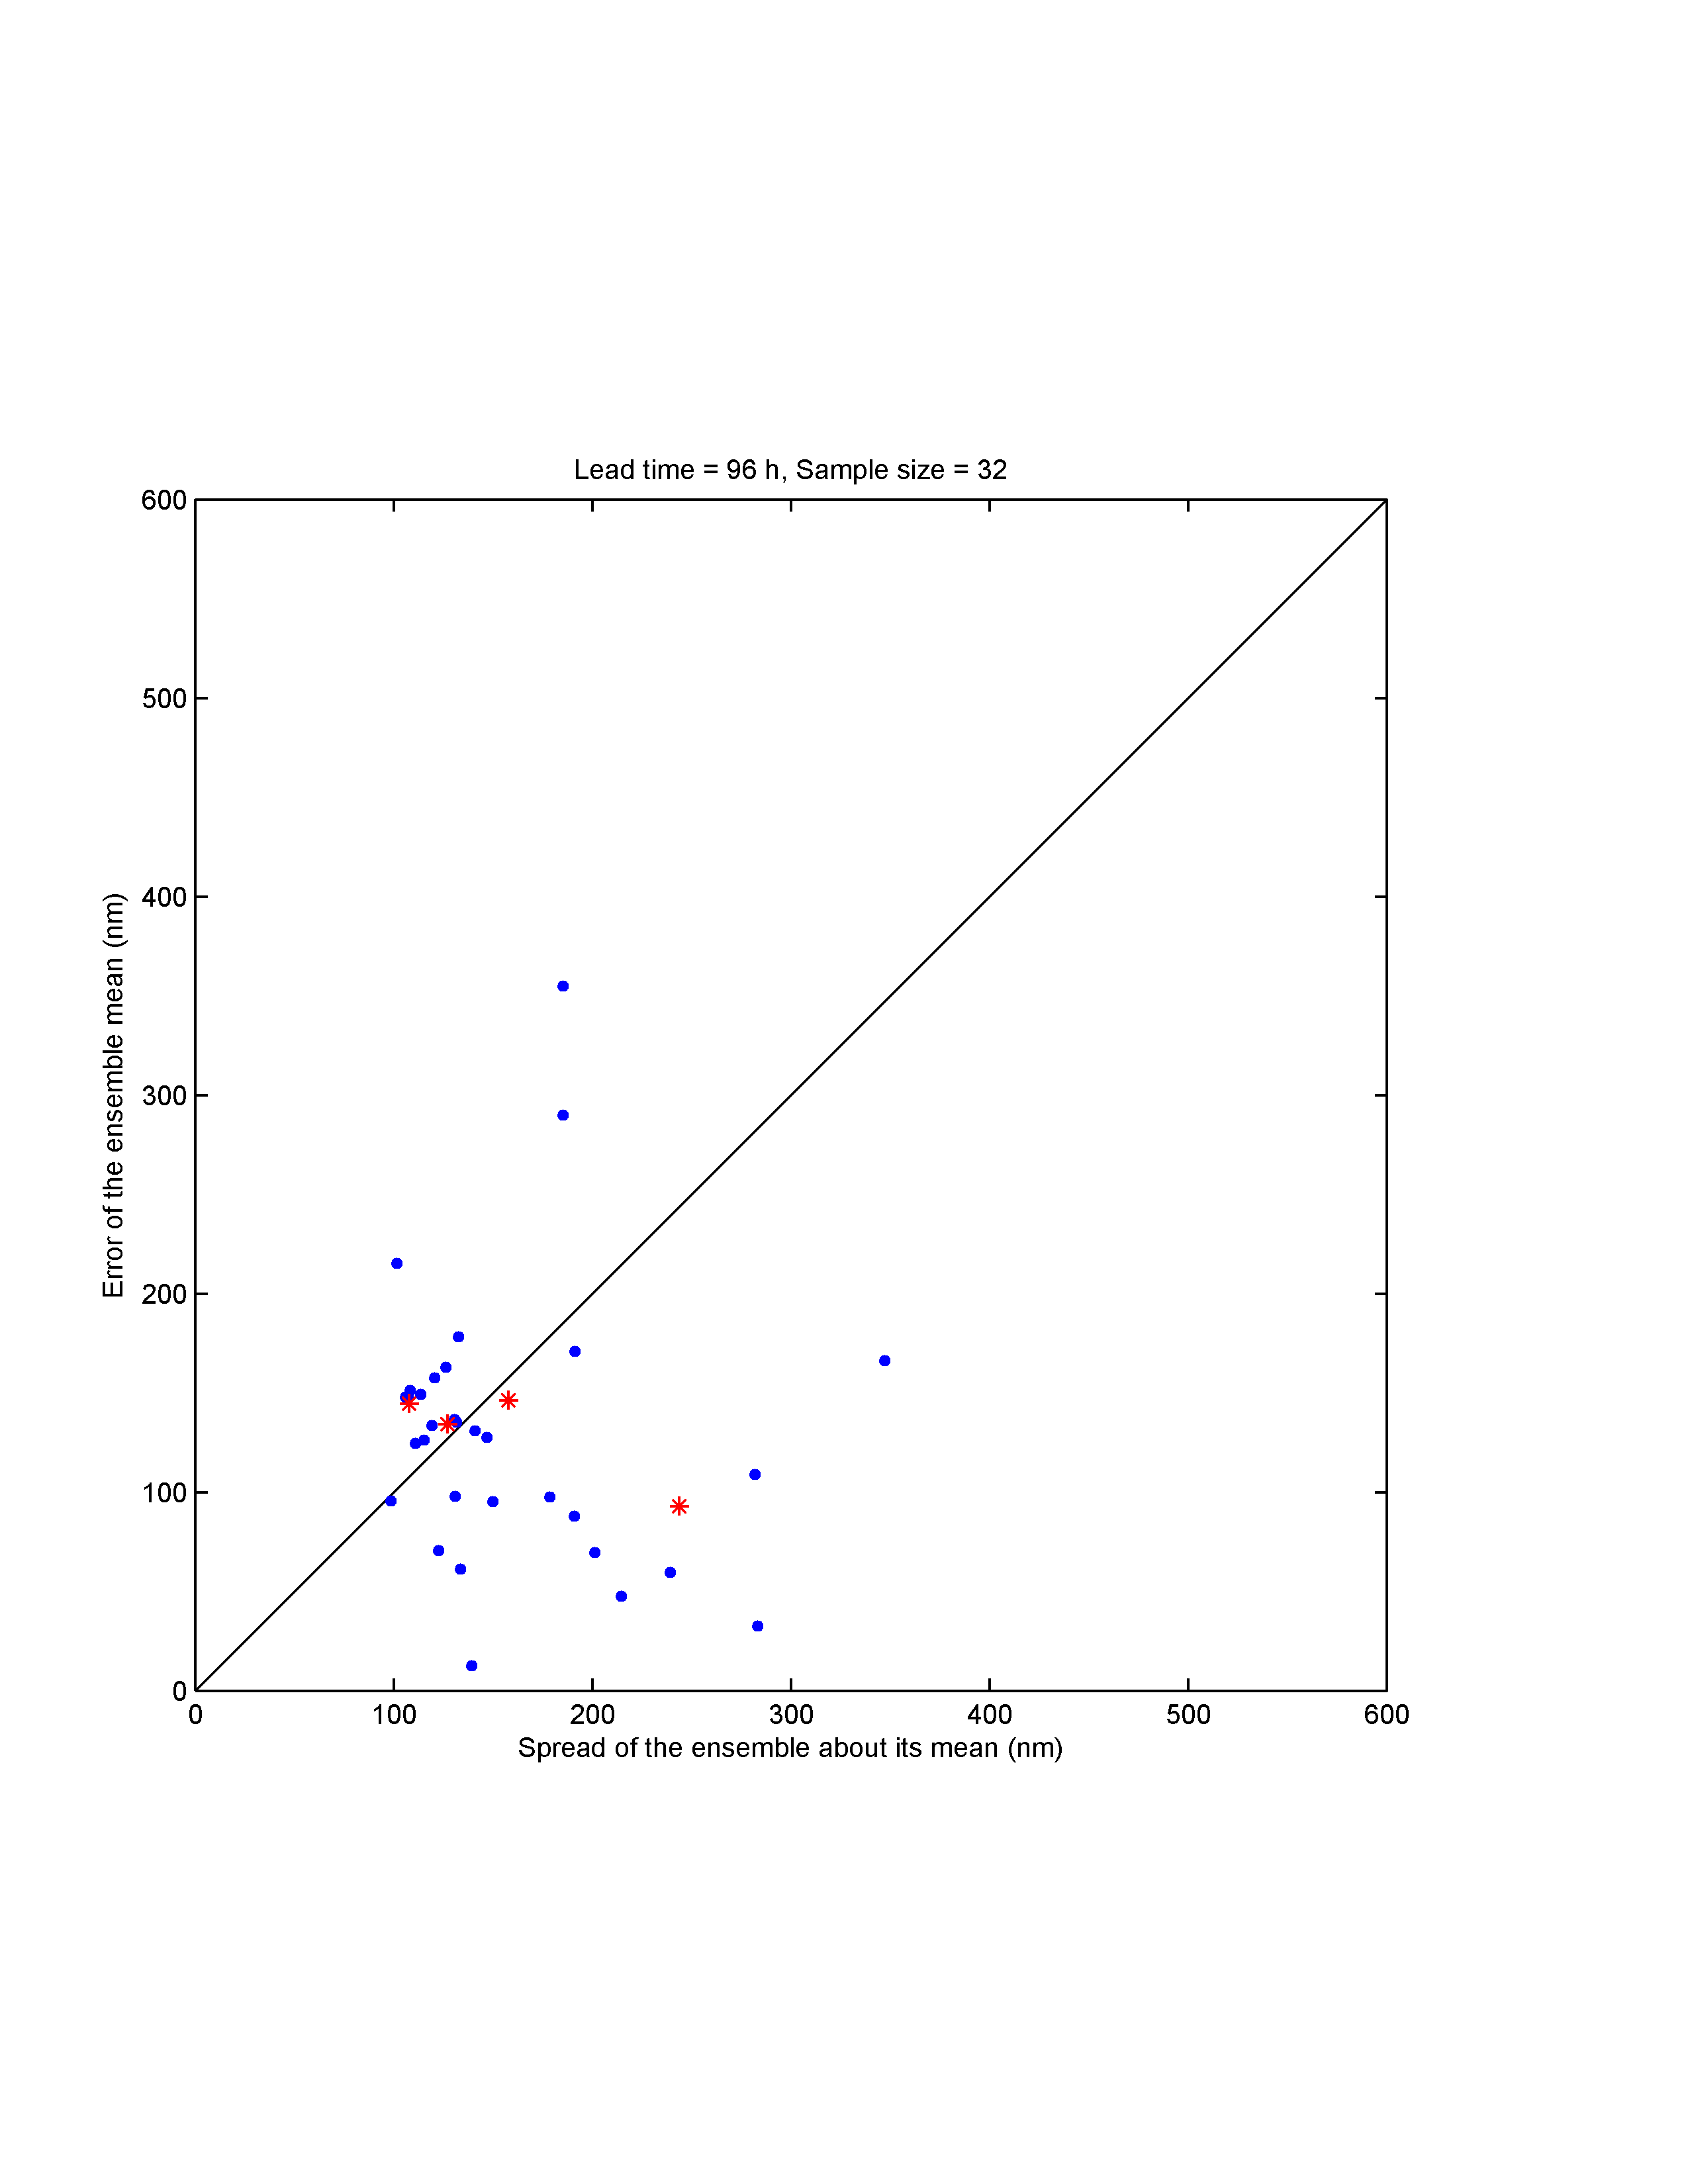 Lead time = 96 h, Sample size = 32
600
500
400
300
200
100
0
Error of the ensemble mean (nm)
0 100 200 300 400 500 600
Spread of the ensemble about its mean (nm)